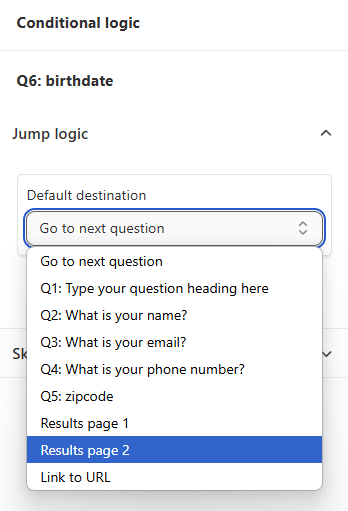 Conditional logic
Q6: birthdate
Jump logic
Default destination
Go to next question
Go to next question
Q1: Type your question heading here
Q2: What is your name?
Q3: What is your email?
Q4: What is your phone number?
Q5: zipcode
Results page 1
Results page 2
Link to URL